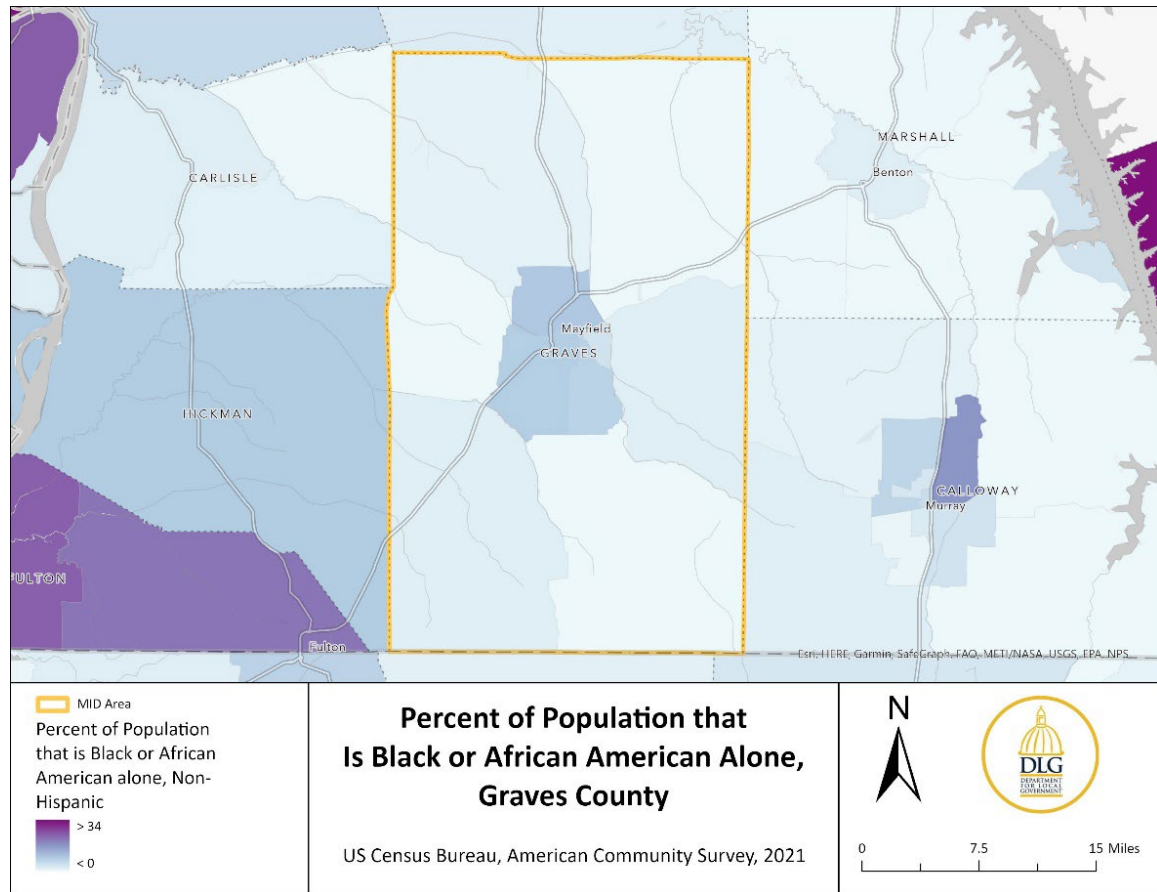 CARLISLE
MARSHALL
Benton
Mayfield
GRAVES
HICKMAN
CALLOWAY
Murray
FULTON
Fulton
Esri, HERE, Garmin, SafeGraph, FAO, METI/NASA, USGS, EPA, NPS
MID Area
Percent of Population
that is Black or African
American alone, Non-
Hispanic
> 34
< 0
Percent of Population that
Is Black or African American Alone,
Graves County
US Census Bureau, American Community Survey, 2021
N
DLG
DEPARTMENT
FOR LOCAL
GOVERNMENT
0 7.5 15 Miles